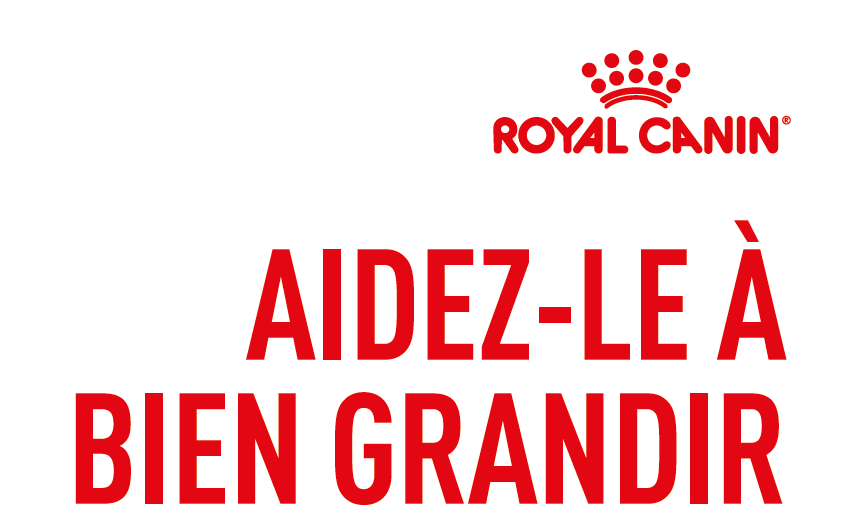 ROYAL CANIN®
AIDEZ-LE À
BIEN GRANDIR